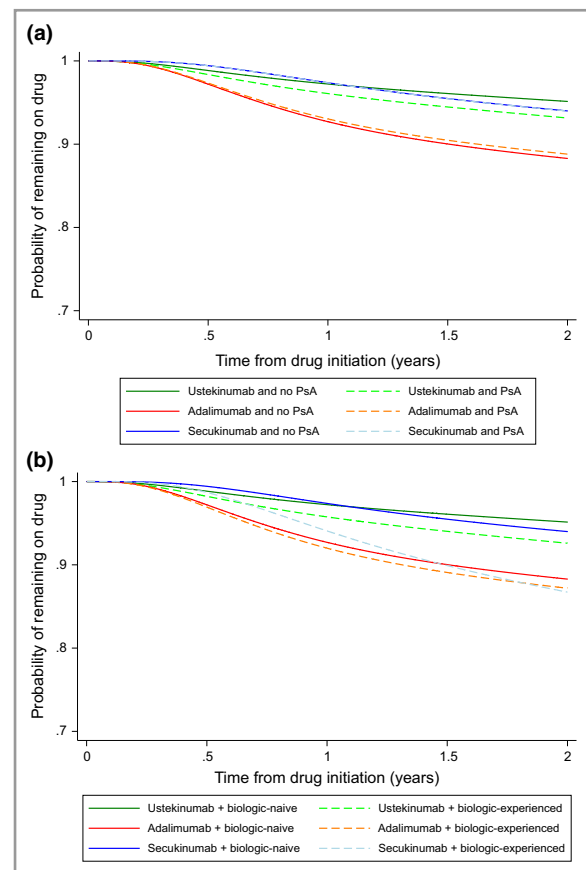 (a)
1
.9
.8
.7
Probability of remaining on drug
0 .5 1 1.5 2
Time from drug initiation (years)
Ustekinumab and no PsA Ustekinumab and PsA
Adalimumab and no PsA Adalimumab and PsA
Secukinumab and no PsA Secukinumab and PsA
(b)
1
.9
.8
.7
Probability of remaining on drug
0 .5 1 1.5 2
Time from drug initiation (years)
Ustekinumab + biologic-naive Ustekinumab + biologic-experienced
Adalimumab + biologic-naive Adalimumab + biologic-experienced
Secukinumab + biologic-naive Secukinumab + biologic-experienced